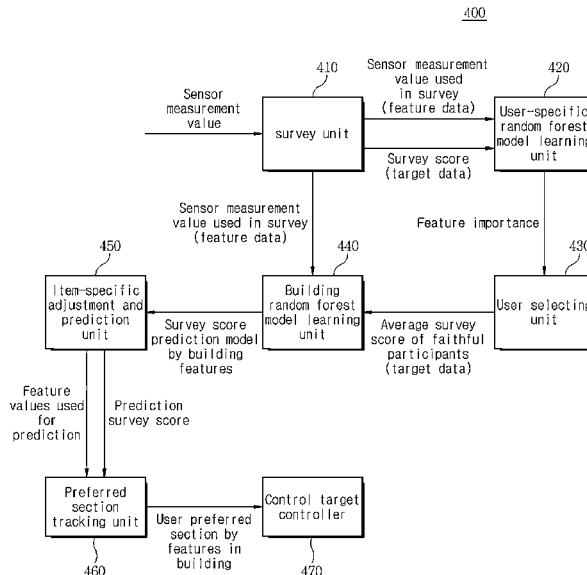 400
410
420
Sensor
measurement
value
survey unit
Sensor measurement
value used
in survey
(feature data)
Survey score
(target data)
User-specific
random forest
model learning
unit
Sensor measurement
value used in survey
(feature data)
Feature importance
450
440
430
Item-specific
adjustment and
prediction
unit
Survey score
prediction model
by building
features
Building
random forest
model learning
unit
Average survey
score of faithful
participants
(target data)
User selecting
unit
Feature
values used
for
prediction
Prediction
survey score
Preferred
section
tracking unit
User preferred
section by
features in
building
Control target
controller
460
470